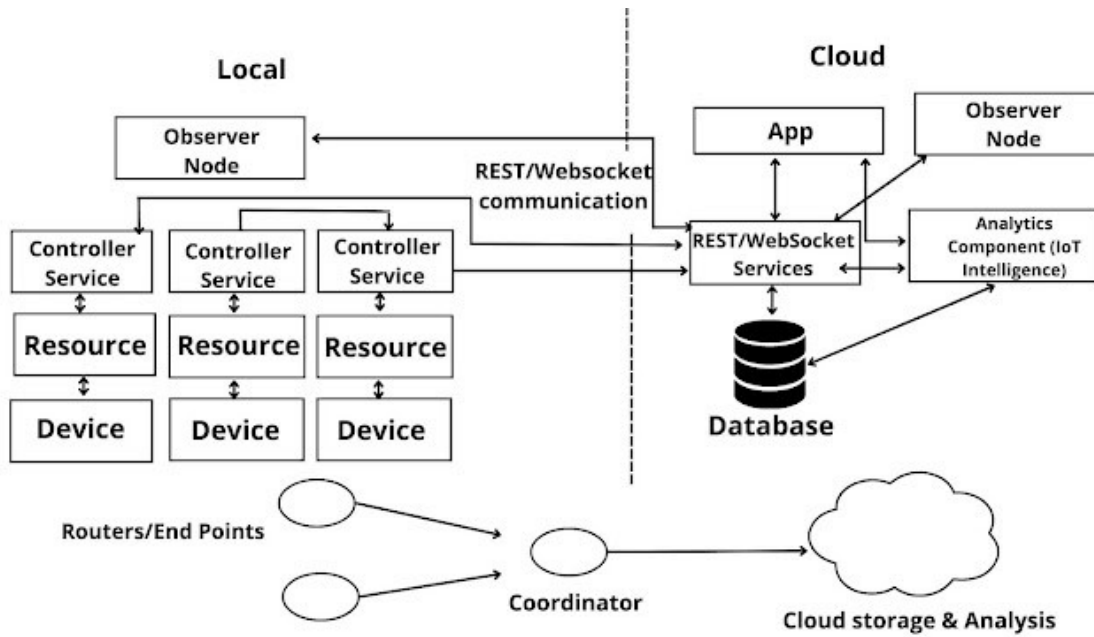 Local
Cloud
Observer
Node
App
Observer
Node
REST/Websocket
communication
Controller
Service
Controller
Service
Controller
Service
REST/WebSocket
Services
Analytics
Component (IoT
Intelligence)
Resource
Resource
Resource
Device
Device
Device
Database
Routers/End Points
Coordinator
Cloud storage & Analysis